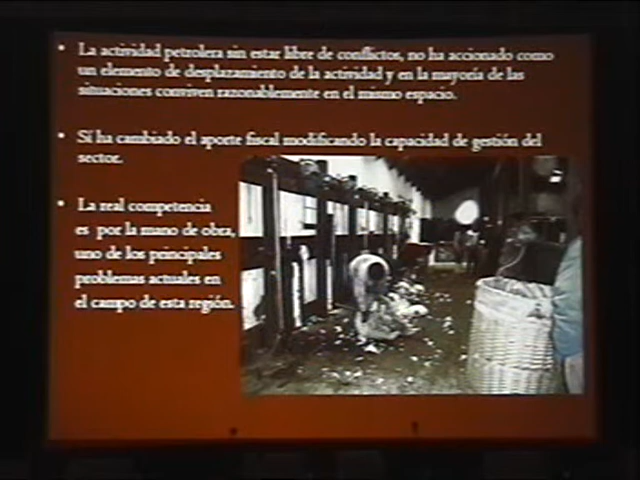 • La actividad petrolera sin estar libre de conflictos, no ha accionado como
un elemento de desplazamiento de la actividad y en la mayoría de las
situaciones conviven razonablemente en el mismo espacio.
• Sí ha cambiado el aporte fiscal modificando la capacidad de gestión del
sector.
• La real competencia
es por la mano de obra,
uno de los principales
problemas actuales en
el campo de esta región.